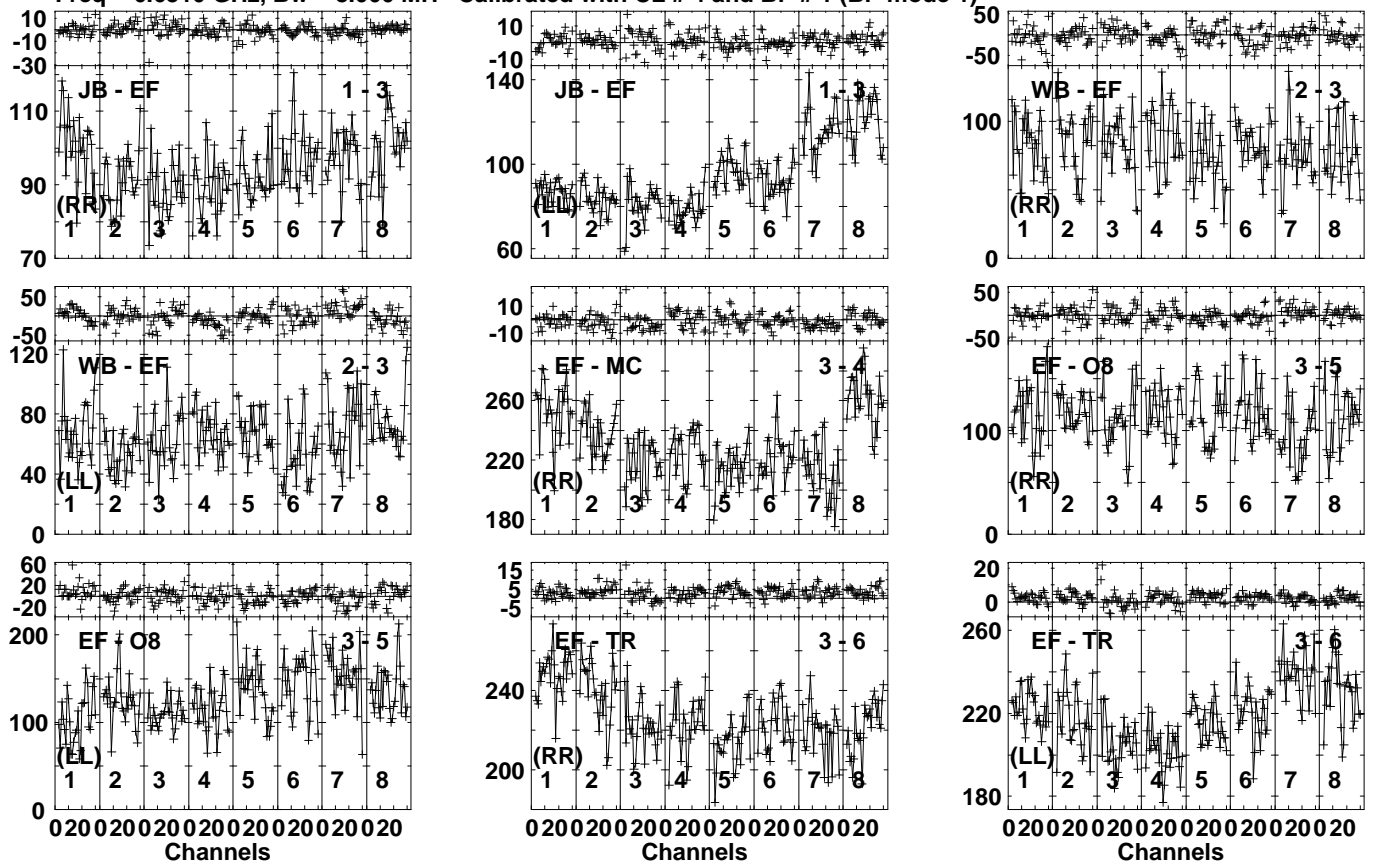 JB - EF 1 - 3
JB - EF 1 - 3
WB - EF 2 - 3
10
-10
-30
110
90
70
(RR)
1 2 3 4 5 6 7 8
10
-10
140
100
60
(LL)
1 2 3 4 5 6 7 8
50
-50
100
0
(RR)
1 2 3 4 5 6 7 8
WB - EF 2 - 3
EF - MC 3 - 4
EF - O8 3 - 5
50
-50
120
80
40
0
(LL)
1 2 3 4 5 6 7 8
10
-10
260
220
180
(RR)
1 2 3 4 5 6 7 8
50
-50
100
0
(RR)
1 2 3 4 5 6 7 8
EF - O8 3 - 5
EF - TR 3 - 6
EF - TR 3 - 6
60
20
-20
200
100
0
(LL)
1 2 3 4 5 6 7 8
15
5
-5
240
200
(RR)
1 2 3 4 5 6 7 8
20
0
260
220
180
(LL)
1 2 3 4 5 6 7 8
0 20 0 20 0 20 0 20 0 20 0 20 0 20 0 20
0 20 0 20 0 20 0 20 0 20 0 20 0 20 0 20
0 20 0 20 0 20 0 20 0 20 0 20 0 20 0 20
Channels Channels Channels